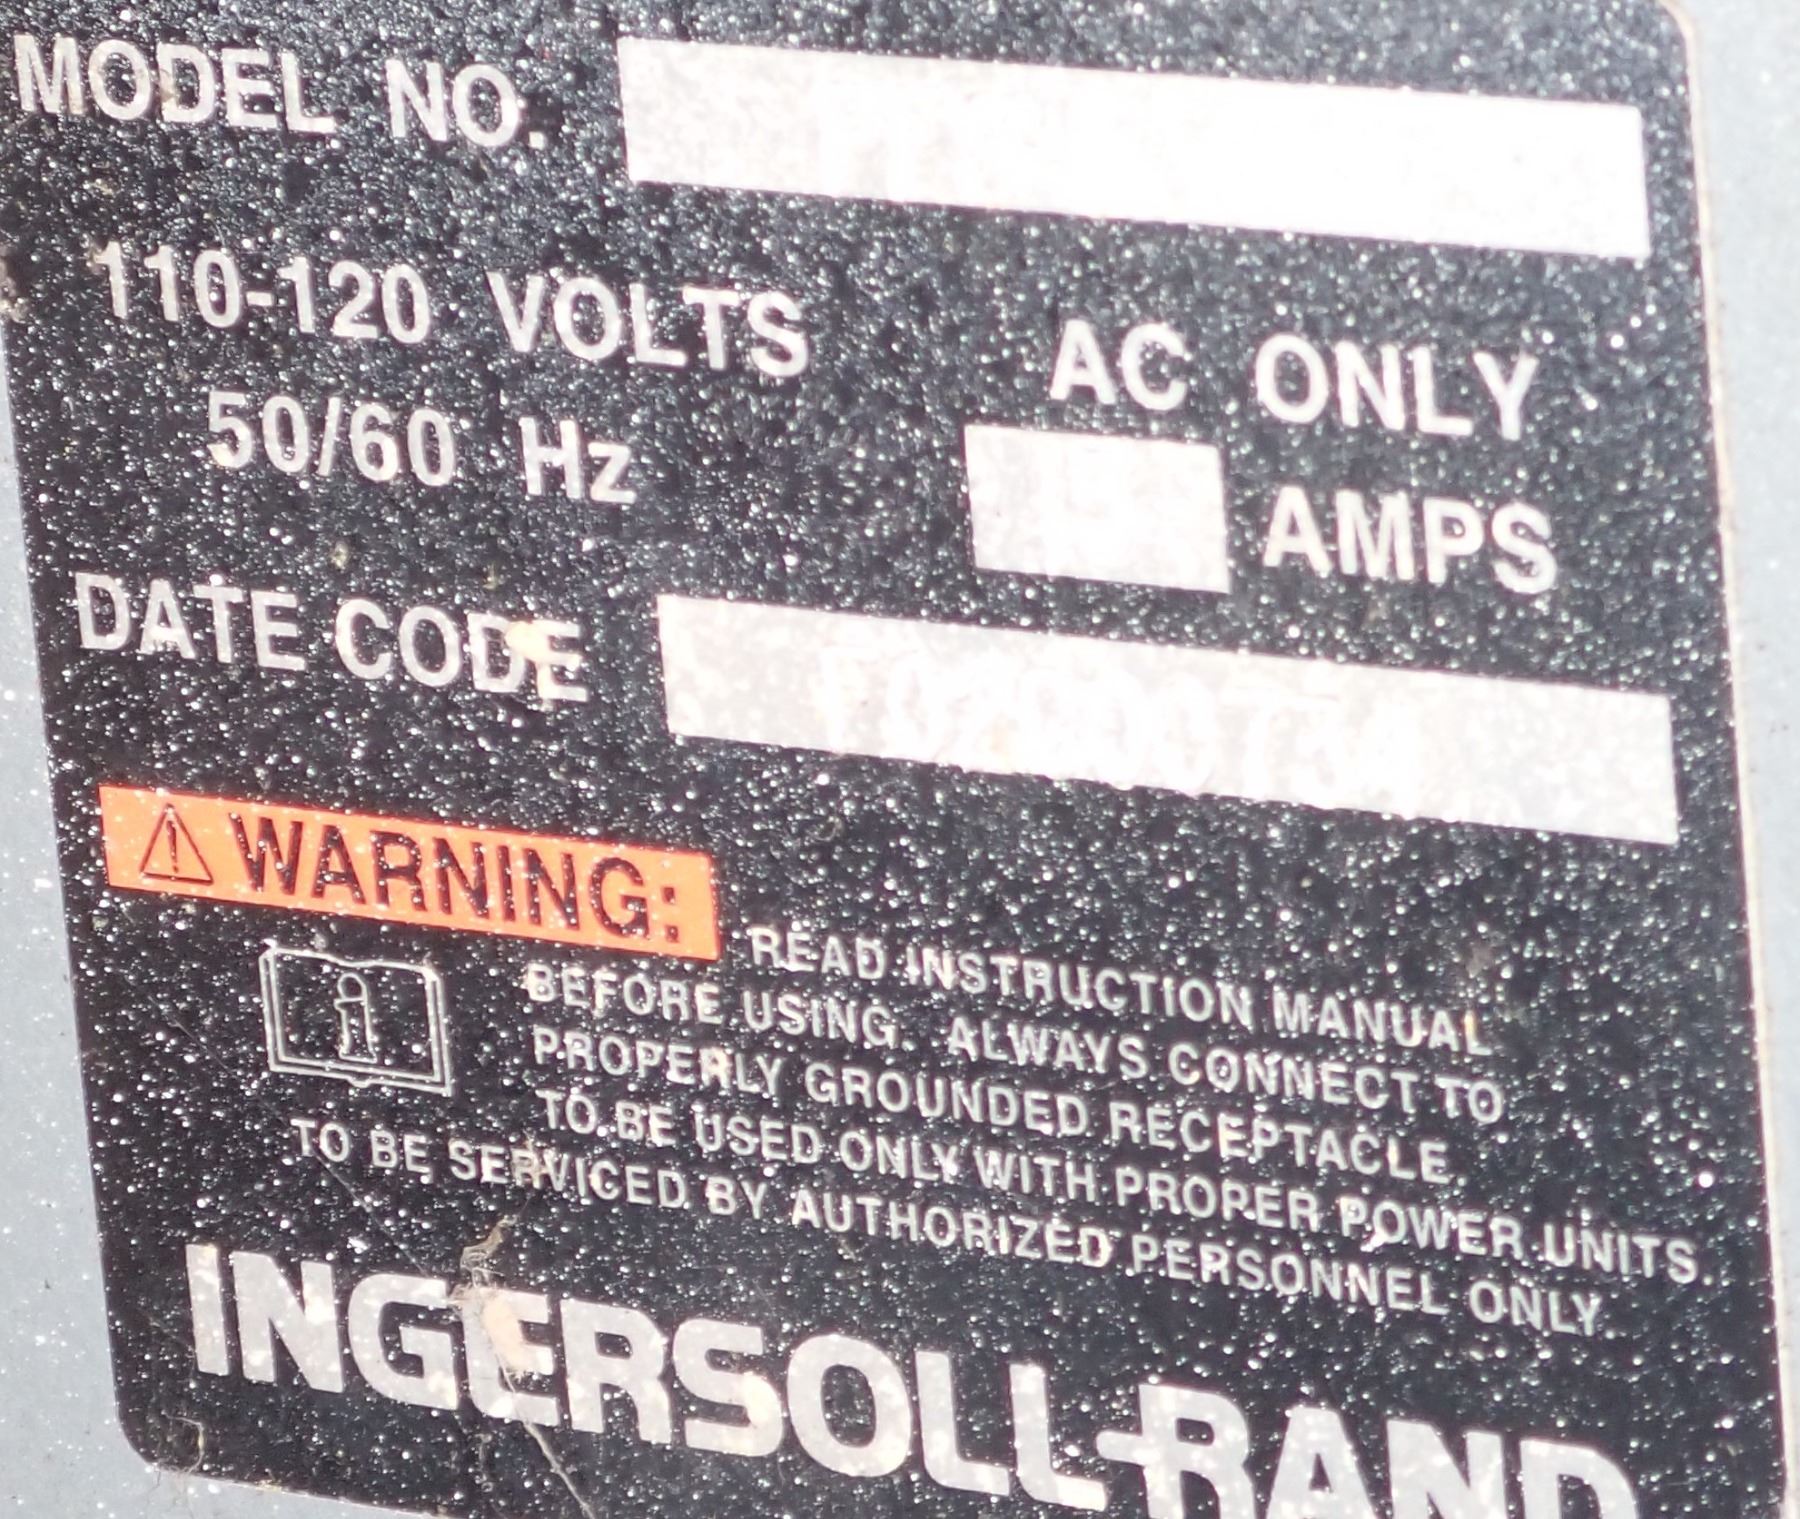 MODEL NO.
110-120 VOLTS AC ONLY
50/60 Hz AMPS
DATE CODE
WARNING: READ INSTRUCTION MANUAL
BEFORE USING. ALWAYS CONNECT TO
PROPERLY GROUNDED RECEPTACLE.
TO BE USED ONLY WITH PROPER POWER UNITS.
TO BE SERVICED BY AUTHORIZED PERSONNEL ONLY
INGERSOLL-RAND